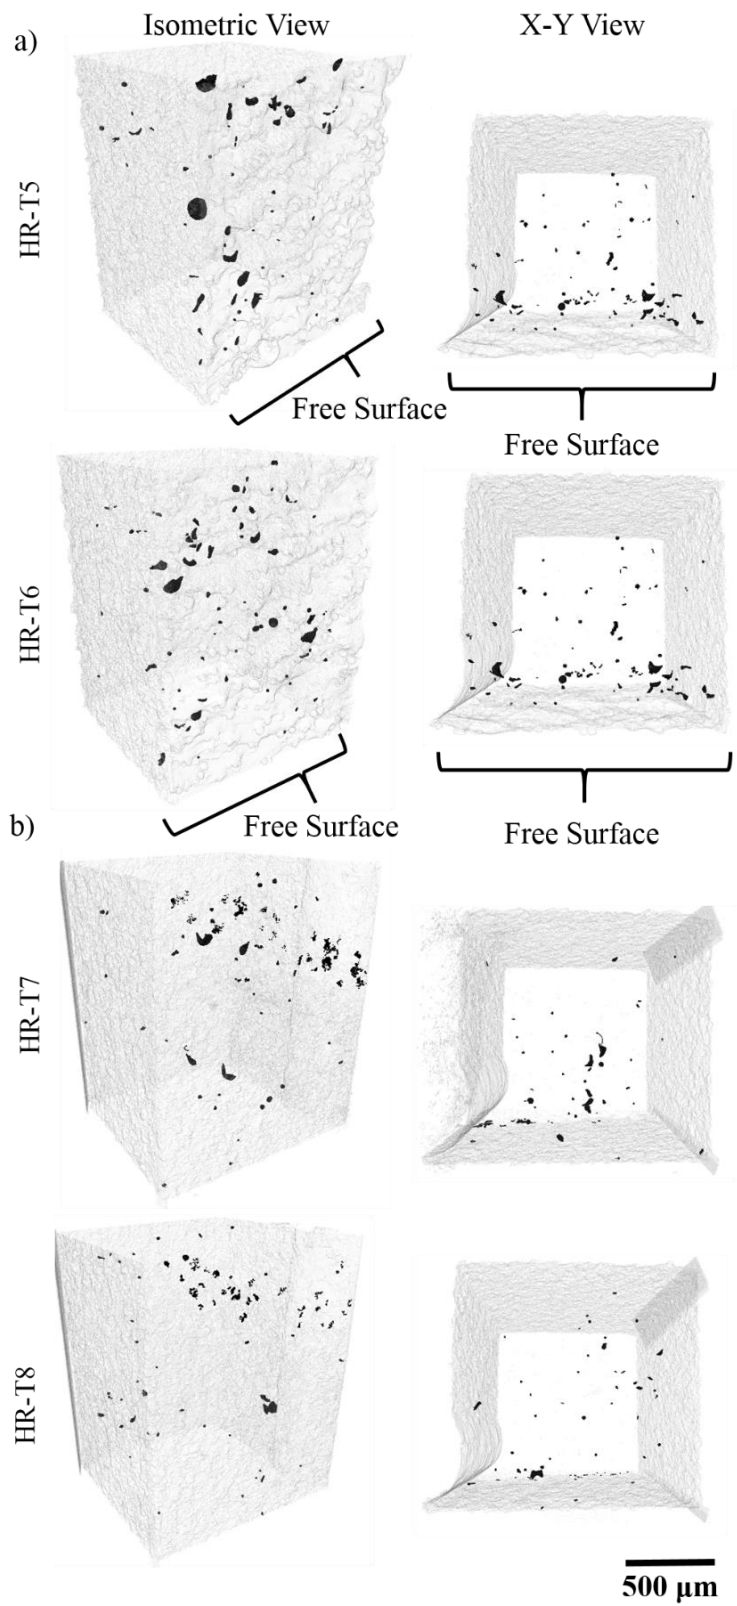 Isometric View
X-Y View
a)
HR-T5
Free Surface
Free Surface
HR-T6
Free Surface
Free Surface
b)
HR-T7
HR-T8
500 µm